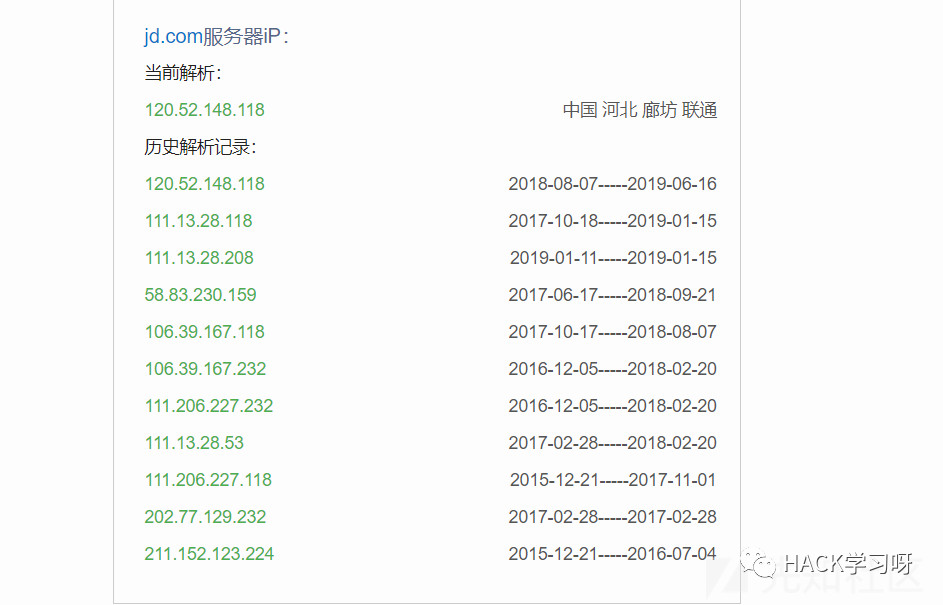 jd.com服务器iP：
当前解析：
120.52.148.118 中国 河北 廊坊 联通
历史解析记录：
120.52.148.118 2018-08-07-----2019-06-16
111.13.28.118 2017-10-18-----2019-01-15
111.13.28.208 2019-01-11-----2019-01-15
58.83.230.159 2017-06-17-----2018-09-21
106.39.167.118 2017-10-17-----2018-08-07
106.39.167.232 2016-12-05-----2018-02-20
111.206.227.232 2016-12-05-----2018-02-20
111.13.28.53 2017-02-28-----2018-02-20
111.206.227.118 2015-12-21-----2017-11-01
202.77.129.232 2017-02-28-----2017-02-28
211.152.123.224 2015-12-21-----2016-07-04
HACK学习呀